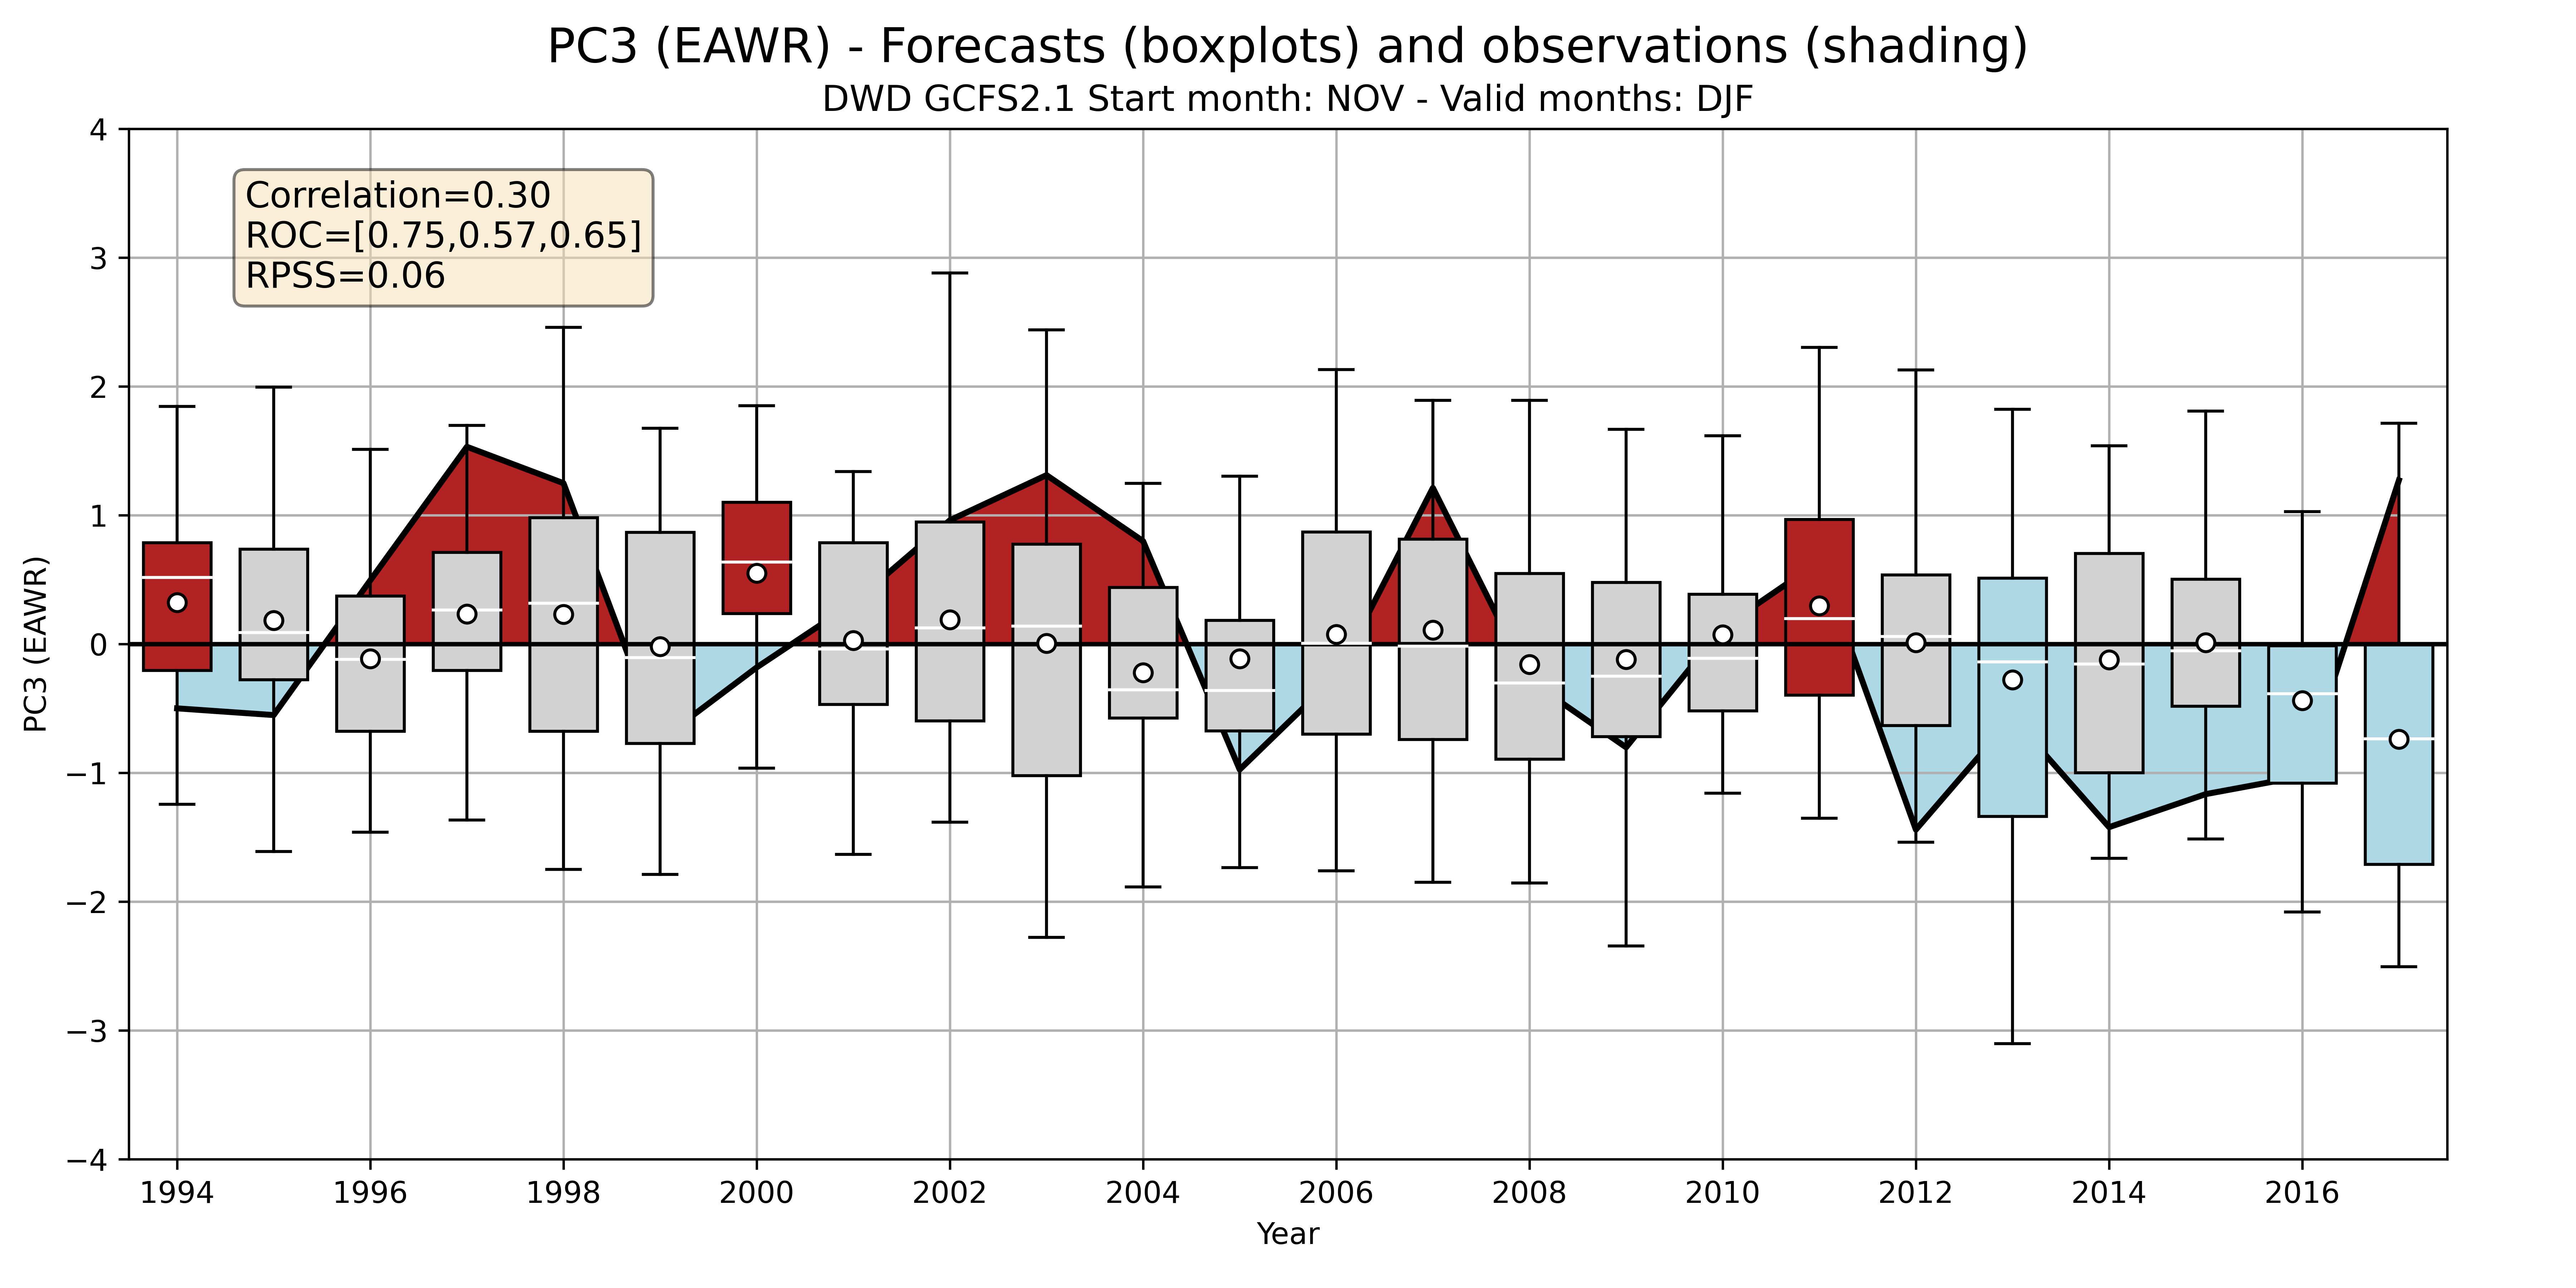 PC3 (EAWR) - Forecasts (boxplots) and observations (shading)
DWD GCFS2.1 Start month: NOV - Valid months: DJF
Correlation=0.30
ROC=[0.75,0.57,0.65]
RPSS=0.06
PC3 (EAWR)
4
3
2
1
0
−1
−2
−3
−4
1994 1996 1998 2000 2002 2004 2006 2008 2010 2012 2014 2016
Year